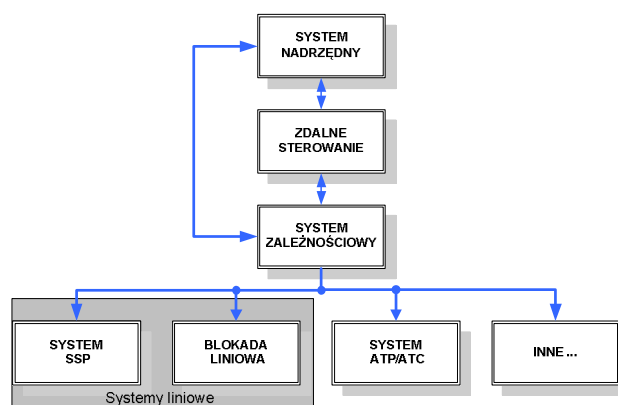 SYSTEM
NADRZĘDNY
ZDALNE
STEROWANIE
SYSTEM
ZALEŻNOŚCIOWY
SYSTEM
SSP
BLOKADA
LINIOWA
SYSTEM
ATP/ATC
INNE ...
Systemy liniowe